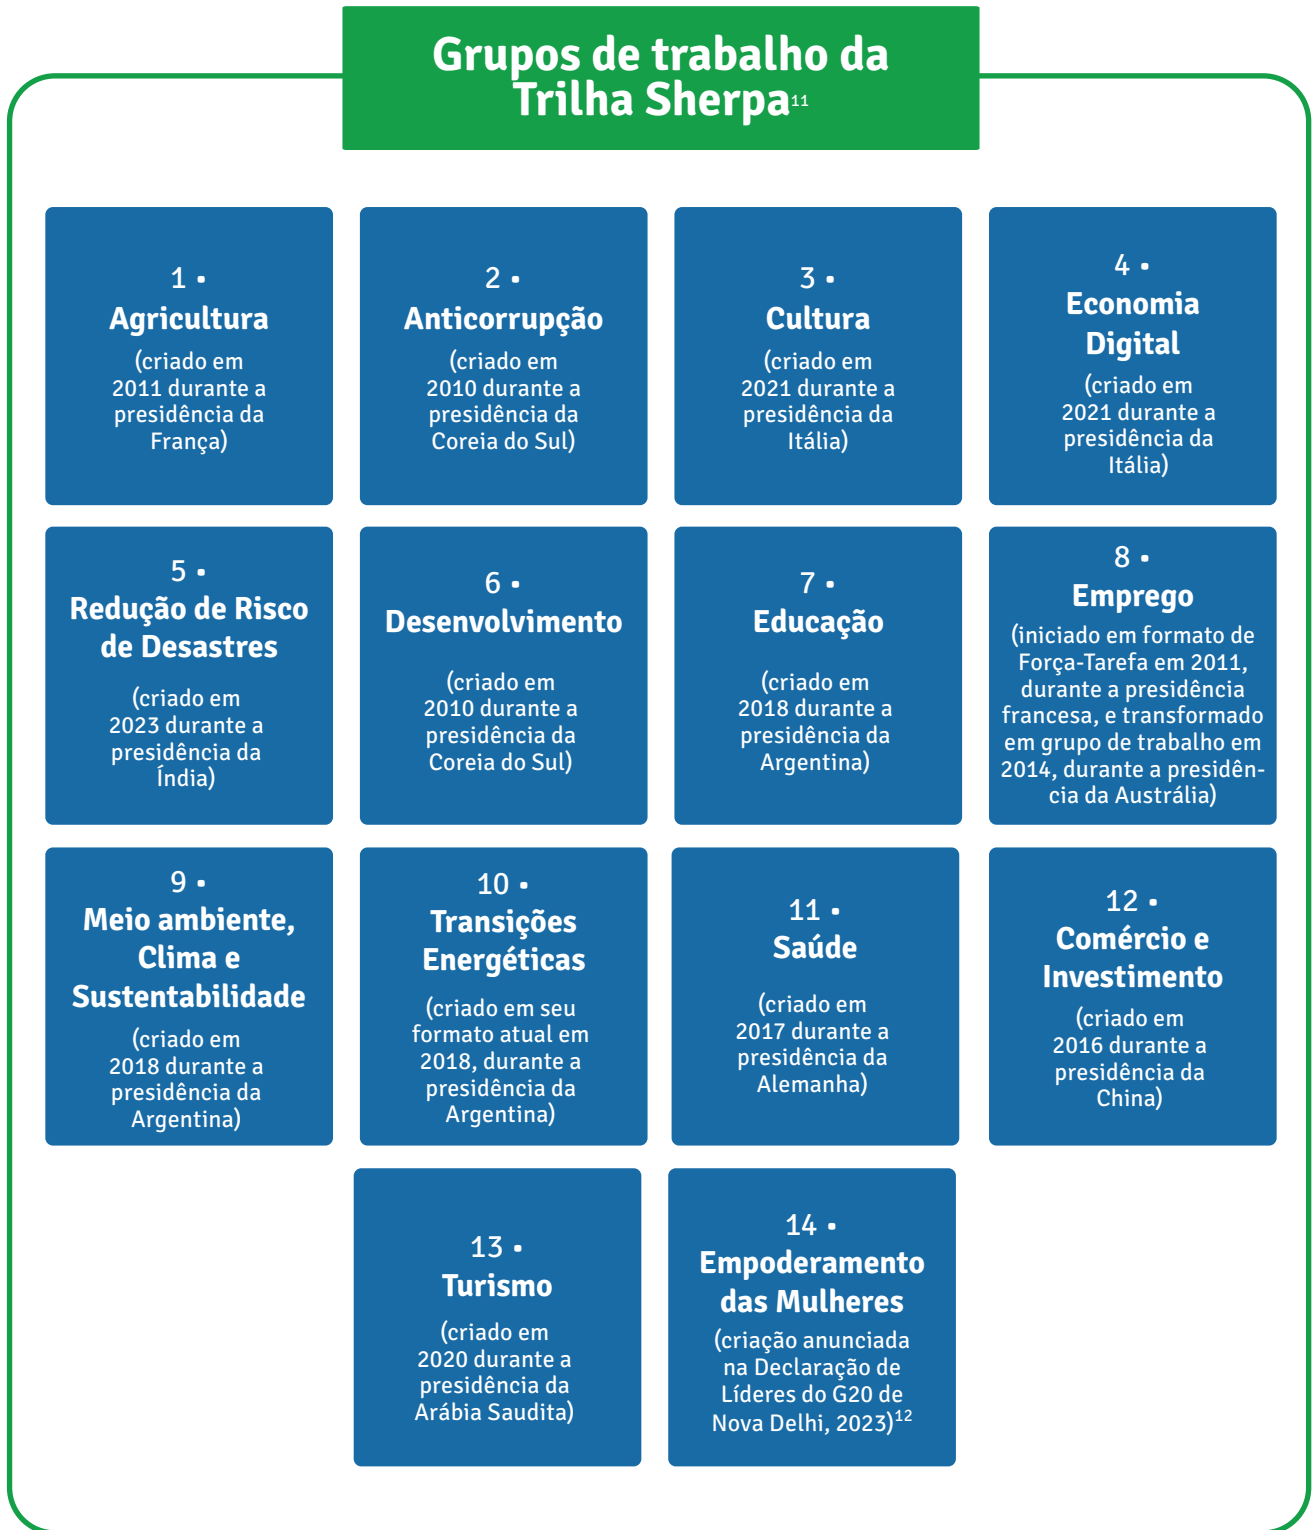 Grupos de trabalho da
Trilha Sherpa11
1 •
Agricultura
(criado em
2011 durante a
presidência da
França)
2 •
Anticorrupção
(criado em
2010 durante a
presidência da
Coreia do Sul)
3 •
Cultura
(criado em
2021 durante a
presidência da
Itália)
4 •
Economia
Digital
(criado em
2021 durante a
presidência da
Itália)
5 •
Redução de Risco
de Desastres
(criado em
2023 durante a
presidência da
Índia)
6 •
Desenvolvimento
(criado em
2010 durante a
presidência da
Coreia do Sul)
7 •
Educação
(criado em
2018 durante a
presidência da
Argentina)
8 •
Emprego
(iniciado em formato de
Força-Tarefa em 2011,
durante a presidência
francesa, e transformado
em grupo de trabalho em
2014, durante a presidên-
cia da Austrália)
9 •
Meio ambiente,
Clima e
Sustentabilidade
(criado em
2018 durante a
presidência da
Argentina)
10 •
Transições
Energéticas
(criado em seu
formato atual em
2018, durante a
presidência da
Argentina)
11 •
Saúde
(criado em
2017 durante a
presidência da
Alemanha)
12 •
Comércio e
Investimento
(criado em
2016 durante a
presidência da
China)
13 •
Turismo
(criado em
2020 durante a
presidência da
Arábia Saudita)
14 •
Empoderamento
das Mulheres
(criação anunciada
na Declaração de
Líderes do G20 de
Nova Delhi, 2023)12